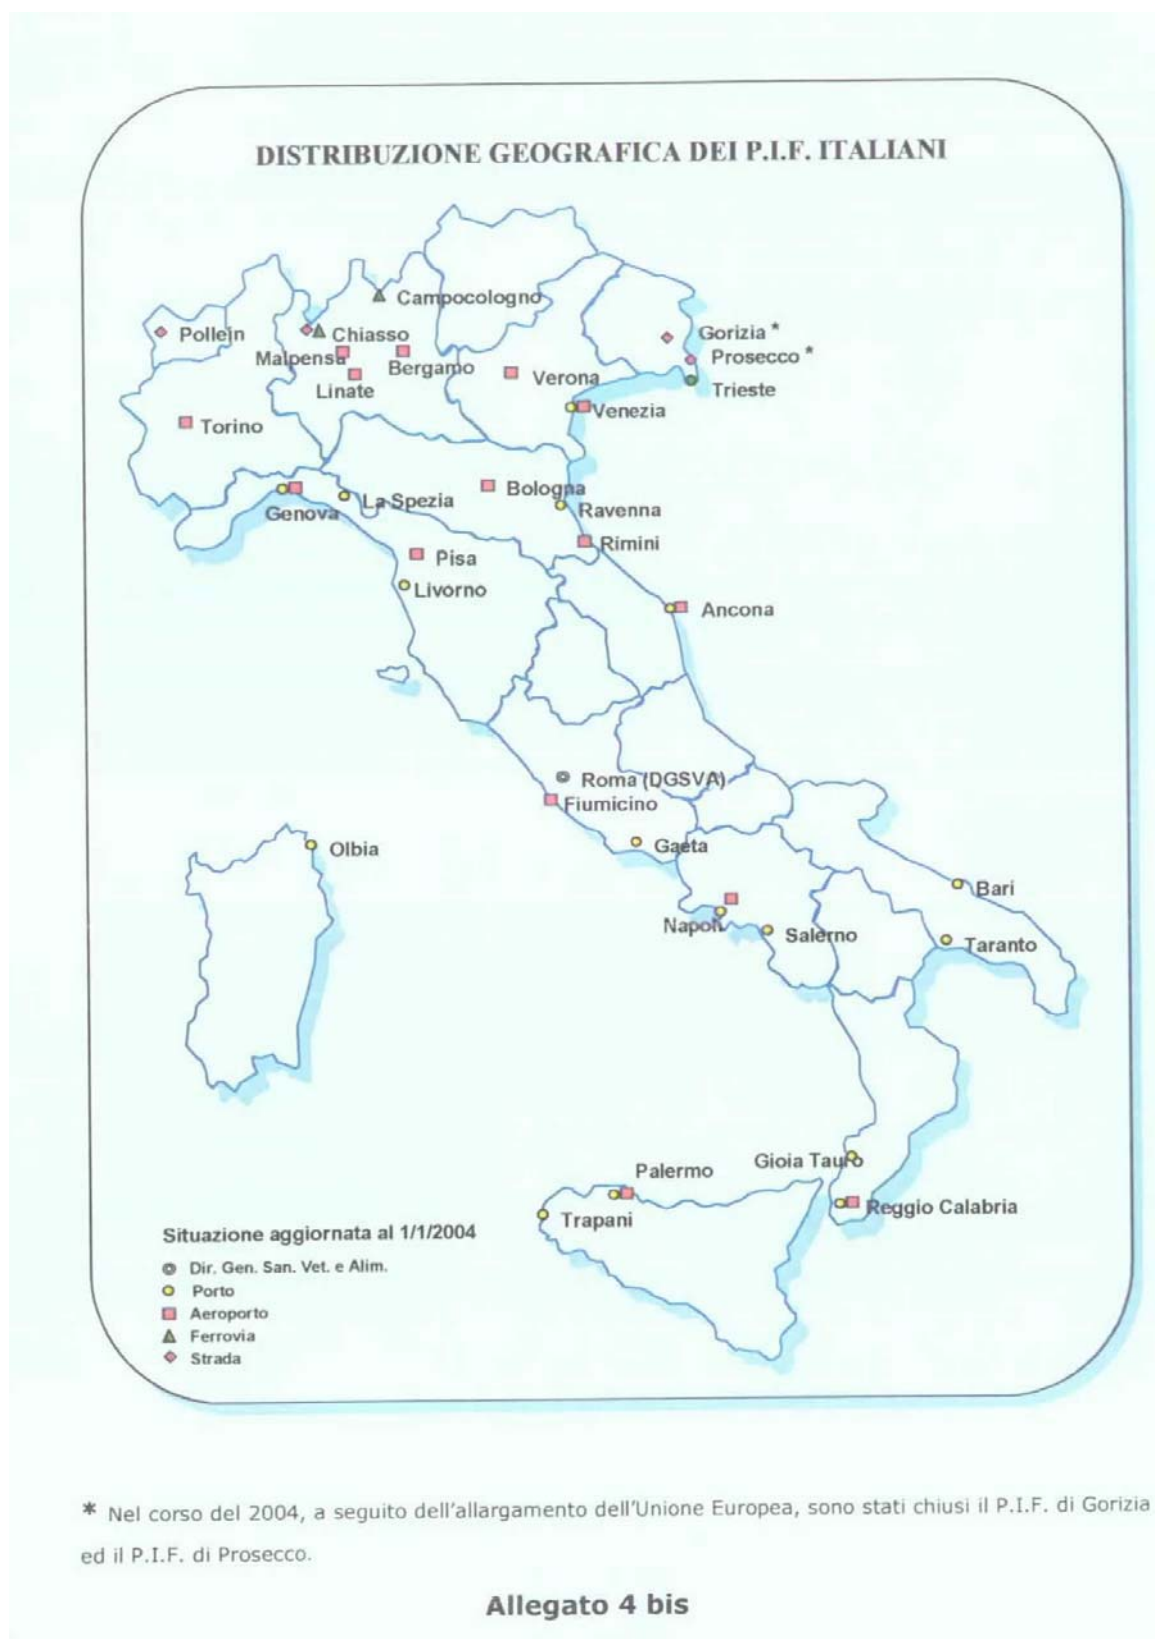 DISTRIBUZIONE GEOGRAFICA DEI P.I.F. ITALIANI
Campocologno
Pollein
Chiasso
Gorizia *
Malpensa
Bergamo
Prosecco *
Linate
Verona
Trieste
Venezia
Torino
Bologna
La Spezia
Genova
Ravenna
Rimini
Pisa
Livorno
Ancona
Roma (DGSVA)
Fiumicino
Gaeta
Olbia
Bari
Napoli
Salerno
Taranto
Gioia Tauro
Palermo
Reggio Calabria
Trapani
Situazione aggiornata al 1/1/2004
Dir. Gen. San. Vet. e Alim.
Porto
Aeroporto
Ferrovia
Strada
* Nel corso del 2004, a seguito dell'allargamento dell'Unione Europea, sono stati chiusi il P.I.F. di Gorizia
ed il P.I.F. di Prosecco.
Allegato 4 bis